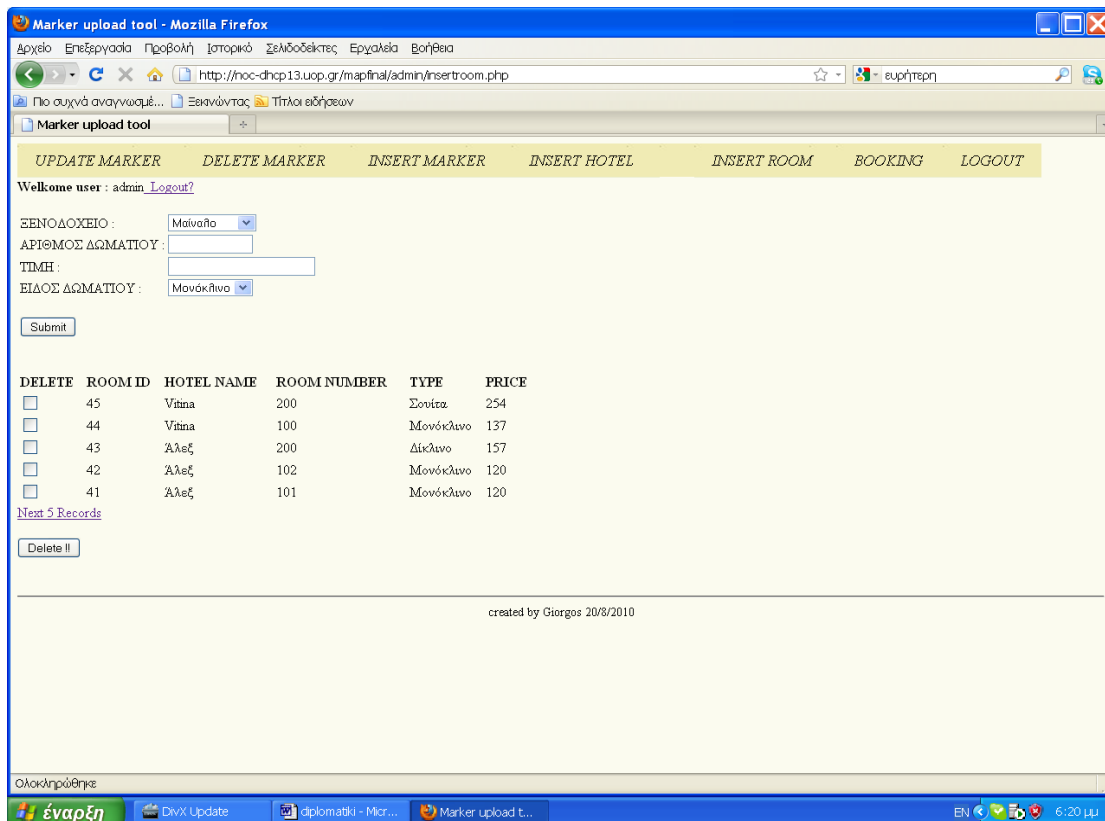 Marker upload tool - Mozilla Firefox
Αρχείο Επεξεργασία Προβολή Ιστορικό Σελιδοδείκτες Εργαλεία Βοήθεια
http://noc-dhcp13.uop.gr/mapfinal/admin/insertroom.php ευρήτερη
Πιο συχνά αναγνωσμέ... Ξεκινώντας Τίτλοι ειδήσεων
Marker upload tool
UPDATE MARKER DELETE MARKER INSERT MARKER INSERT HOTEL INSERT ROOM BOOKING LOGOUT
Welkome user : admin Logout?
ΞΕΝΟΔΟΧΕΙΟ : Μαίναλο
ΑΡΙΘΜΟΣ ΔΩΜΑΤΙΟΥ :
ΤΙΜΗ :
ΕΙΔΟΣ ΔΩΜΑΤΙΟΥ : Μονόκλινο
Submit
DELETE ROOM ID HOTEL NAME ROOM NUMBER TYPE PRICE
45 Vitina 200 Σουίτα 254
44 Vitina 100 Μονόκλινο 137
43 Άλεξ 200 Δίκλινο 157
42 Άλεξ 102 Μονόκλινο 120
41 Άλεξ 101 Μονόκλινο 120
Next 5 Records
Delete !!
created by Giorgos 20/8/2010
Ολοκληρώθηκε
έναρξη DivX Update diplomatiki - Micr... Marker upload t... EN 6:20 μμ